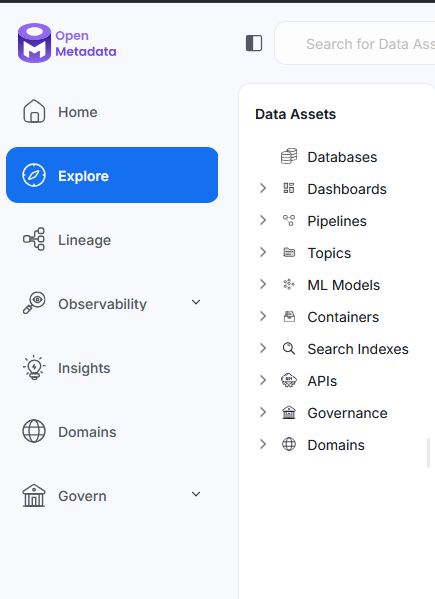 Open
Metadata
Search for Data Ass
Home
Explore
Lineage
Observability
Insights
Domains
Govern
Data Assets
Databases
Dashboards
Pipelines
Topics
ML Models
Containers
Search Indexes
APIs
Governance
Domains